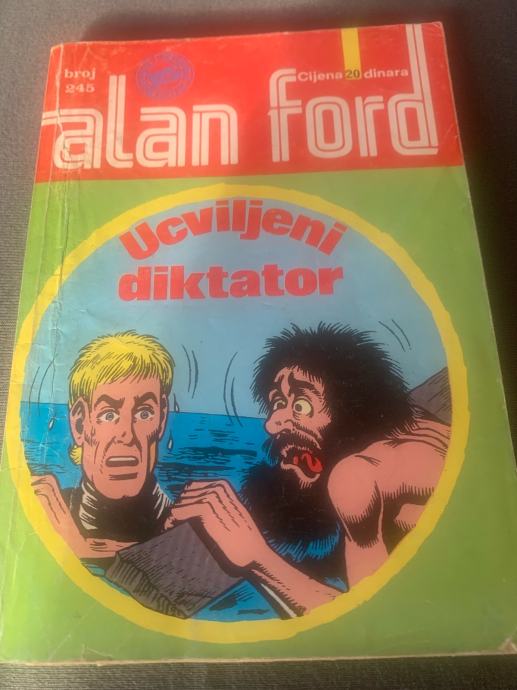 broj
245
Cijena 20 dinara
alan ford
Ucviljeni
diktator